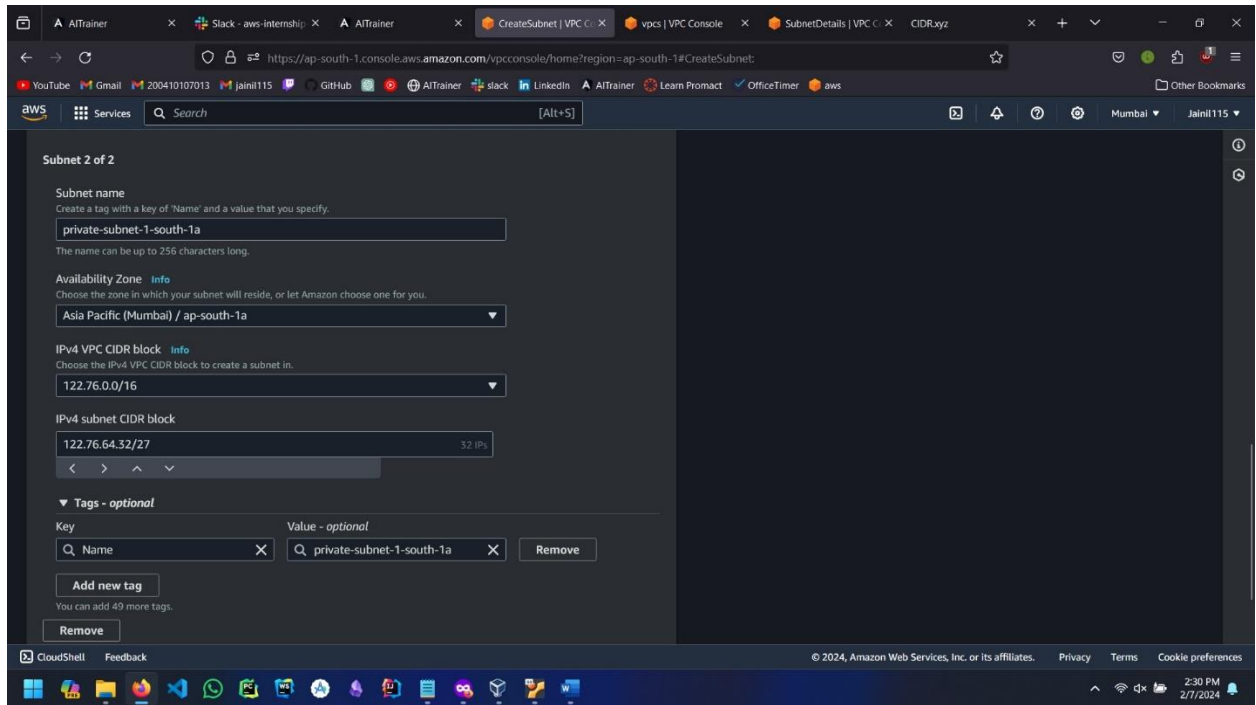 AITrainer
Slack - aws-internship
AITrainer
CreateSubnet | VPC Co
vpcs | VPC Console
SubnetDetails | VPC C
CIDR.xyz
https://ap-south-1.console.aws.amazon.com/vpcconsole/home?region=ap-south-1#CreateSubnet:
YouTube
Gmail
200410107013
jainil115
GitHub
AITrainer
slack
LinkedIn
AITrainer
Learn Promact
OfficeTimer
aws
Other Bookmarks
aws
Services
Search
[Alt+S]
Mumbai
Jainil115
Subnet 2 of 2
Subnet name
Create a tag with a key of 'Name' and a value that you specify.
private-subnet-1-south-1a
The name can be up to 256 characters long.
Availability Zone Info
Choose the zone in which your subnet will reside, or let Amazon choose one for you.
Asia Pacific (Mumbai) / ap-south-1a
IPv4 VPC CIDR block Info
Choose the IPv4 VPC CIDR block to create a subnet in.
122.76.0.0/16
IPv4 subnet CIDR block
122.76.64.32/27
32 IPs
Tags - optional
Key
Value - optional
Name
private-subnet-1-south-1a
Remove
Add new tag
You can add 49 more tags.
Remove
CloudShell
Feedback
© 2024, Amazon Web Services, Inc. or its affiliates.
Privacy
Terms
Cookie preferences
2:30 PM
2/7/2024